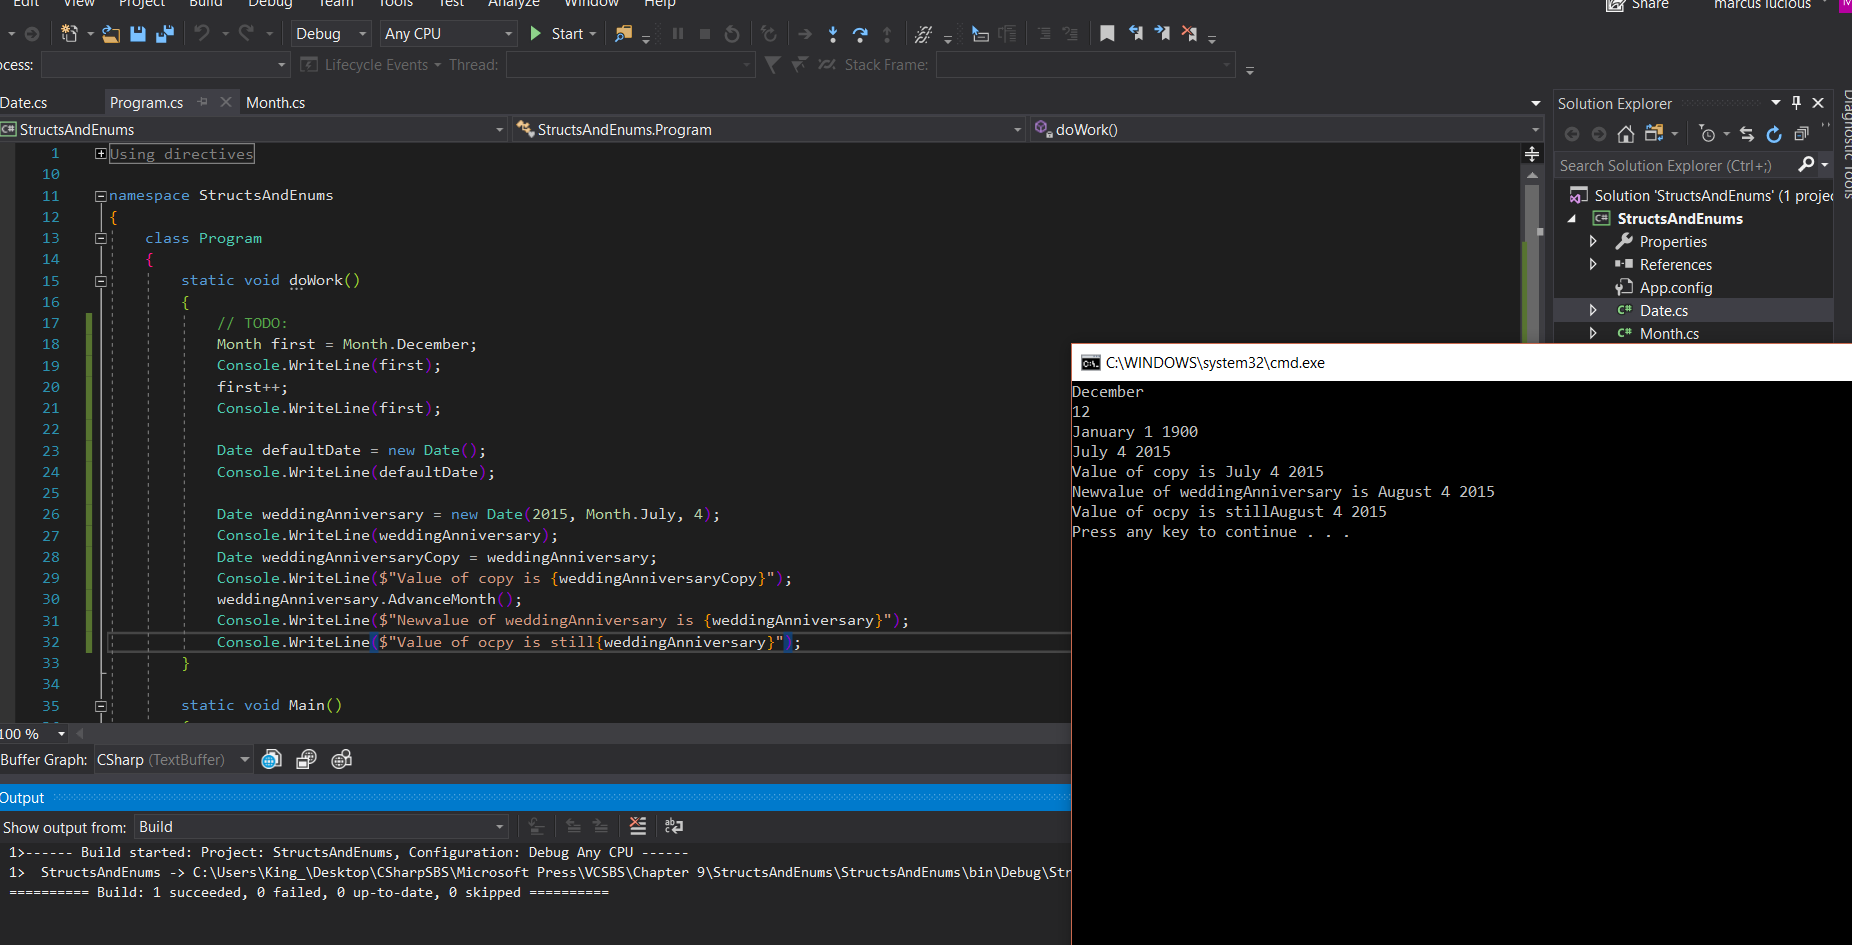 Edit View Project Build Debug Team Tools Test Analyze Window Help
Share marcus lucious
Debug Any CPU Start
ocess: Lifecycle Events Thread: Stack Frame:
Date.cs Program.cs Month.cs
StructsAndEnums StructsAndEnums.Program doWork()
1 Using directives
10
11 namespace StructsAndEnums
12 {
13 class Program
14 {
15 static void doWork()
16 {
17 // TODO:
18 Month first = Month.December;
19 Console.WriteLine(first);
20 first++;
21 Console.WriteLine(first);
22
23 Date defaultDate = new Date();
24 Console.WriteLine(defaultDate);
25
26 Date weddingAnniversary = new Date(2015, Month.July, 4);
27 Console.WriteLine(weddingAnniversary);
28 Date weddingAnniversaryCopy = weddingAnniversary;
29 Console.WriteLine($"Value of copy is {weddingAnniversaryCopy}");
30 weddingAnniversary.AdvanceMonth();
31 Console.WriteLine($"Newvalue of weddingAnniversary is {weddingAnniversary}");
32 Console.WriteLine($"Value of ocpy is still{weddingAnniversary}");
33 }
34
35 static void Main()
100 %
Buffer Graph: CSharp (TextBuffer)
Output
Show output from: Build
1>------ Build started: Project: StructsAndEnums, Configuration: Debug Any CPU ------
1>  StructsAndEnums -> C:\Users\King_\Desktop\CSharpSBS\Microsoft Press\VCSBS\Chapter 9\StructsAndEnums\StructsAndEnums\bin\Debug\Str
========== Build: 1 succeeded, 0 failed, 0 up-to-date, 0 skipped ==========
Solution Explorer
Search Solution Explorer (Ctrl+;)
Solution 'StructsAndEnums' (1 projec
StructsAndEnums
Properties
References
App.config
Date.cs
Month.cs
Diagnostic Tools
C:\WINDOWS\system32\cmd.exe
December
12
January 1 1900
July 4 2015
Value of copy is July 4 2015
Newvalue of weddingAnniversary is August 4 2015
Value of ocpy is stillAugust 4 2015
Press any key to continue . . .